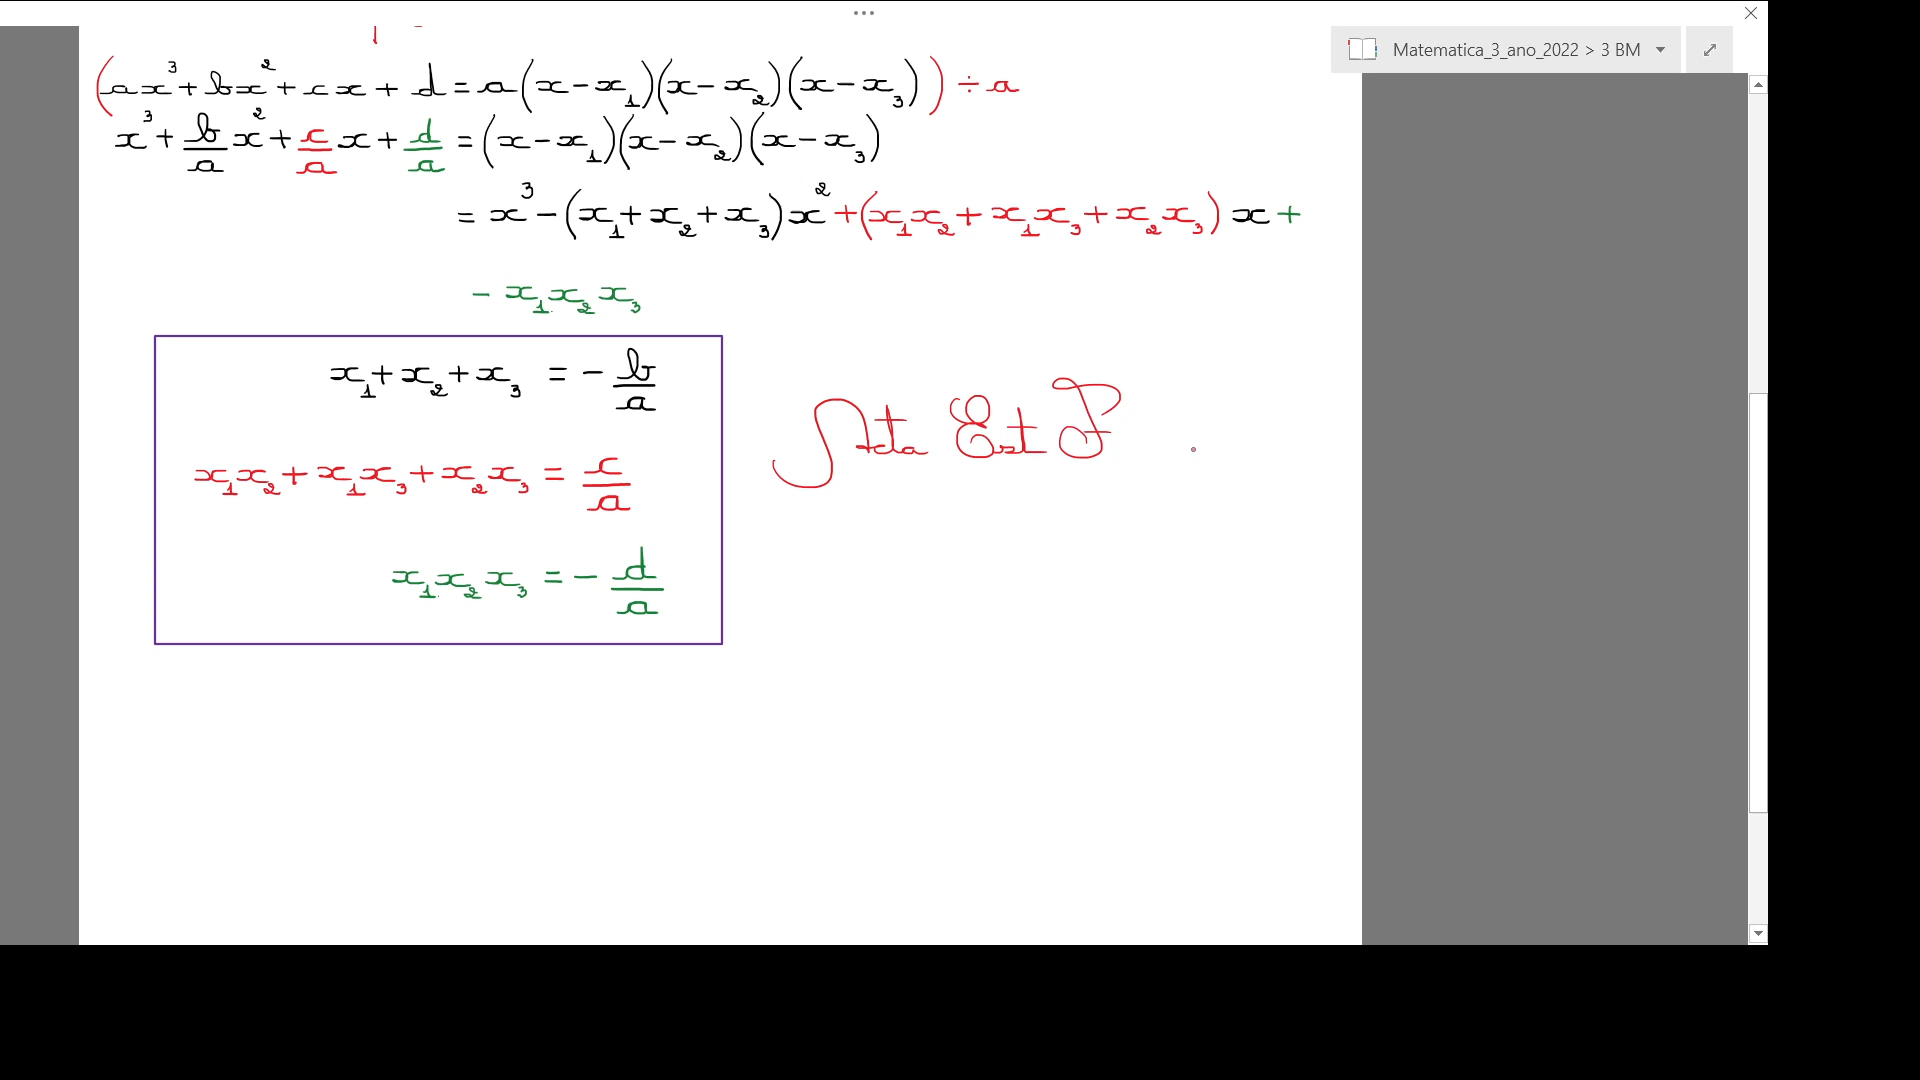 Matematica_3_ano_2022 > 3 BM
(ax³ + bx² + cx + d = a(x - x₁)(x - x₂)(x - x₃)) ÷ a
x³ + b/a x² + c/a x + d/a = (x - x₁)(x - x₂)(x - x₃)
= x³ - (x₁ + x₂ + x₃)x² + (x₁x₂ + x₁x₃ + x₂x₃)x +
- x₁x₂x₃
x₁ + x₂ + x₃ = - b/a
x₁x₂ + x₁x₃ + x₂x₃ = c/a
x₁x₂x₃ = - d/a
Est